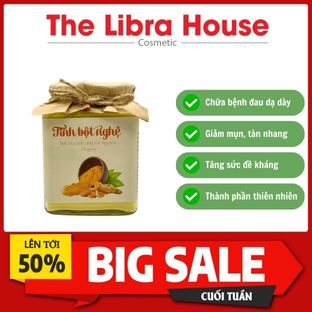 The Libra House
Cosmetic
Tinh bột nghệ
Chữa bệnh đau dạ dày
Giảm mụn, tàn nhang
Tăng sức đề kháng
Thành phần thiên nhiên
LÊN TỚI
50%
BIG SALE
CUỐI TUẦN